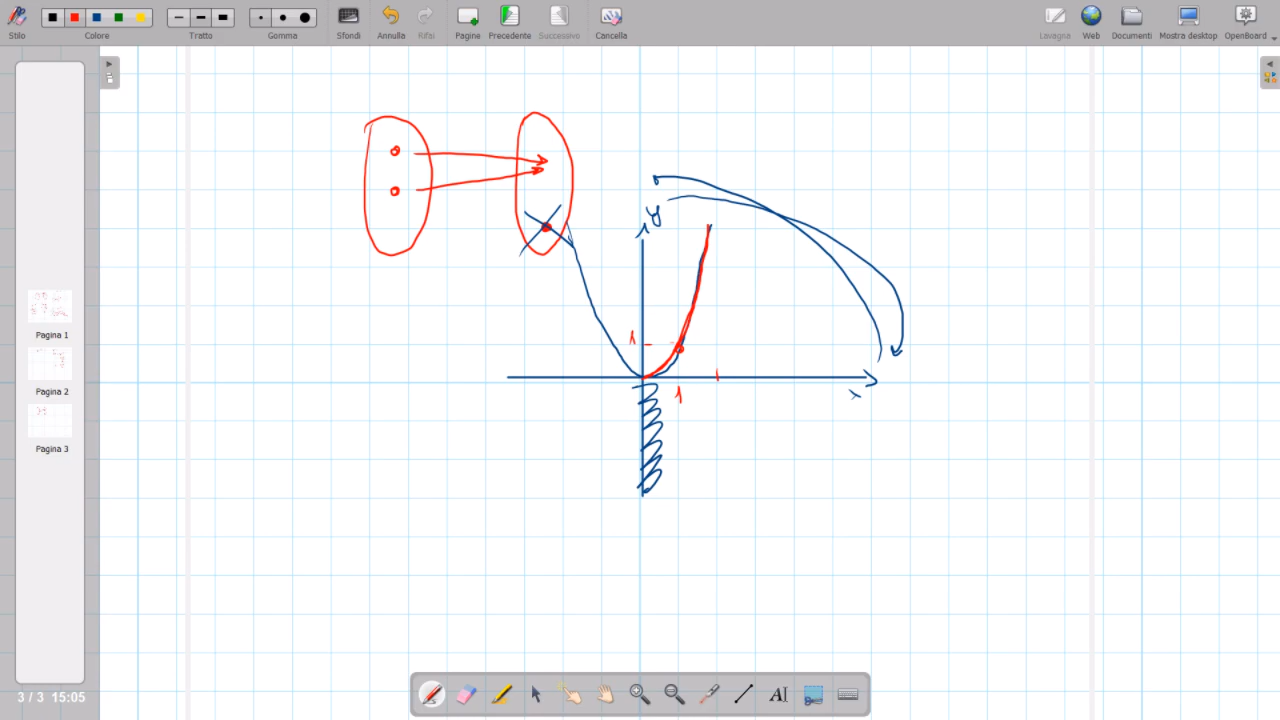 Stilo
Colore
Tratto
Gomma
Sfondi
Annulla
Rifai
Pagine
Precedente
Successivo
Cancella
Lavagna
Web
Documenti
Mostra desktop
OpenBoard
Pagina 1
Pagina 2
Pagina 3
3 / 3 15:05
y
1
1
x
AI